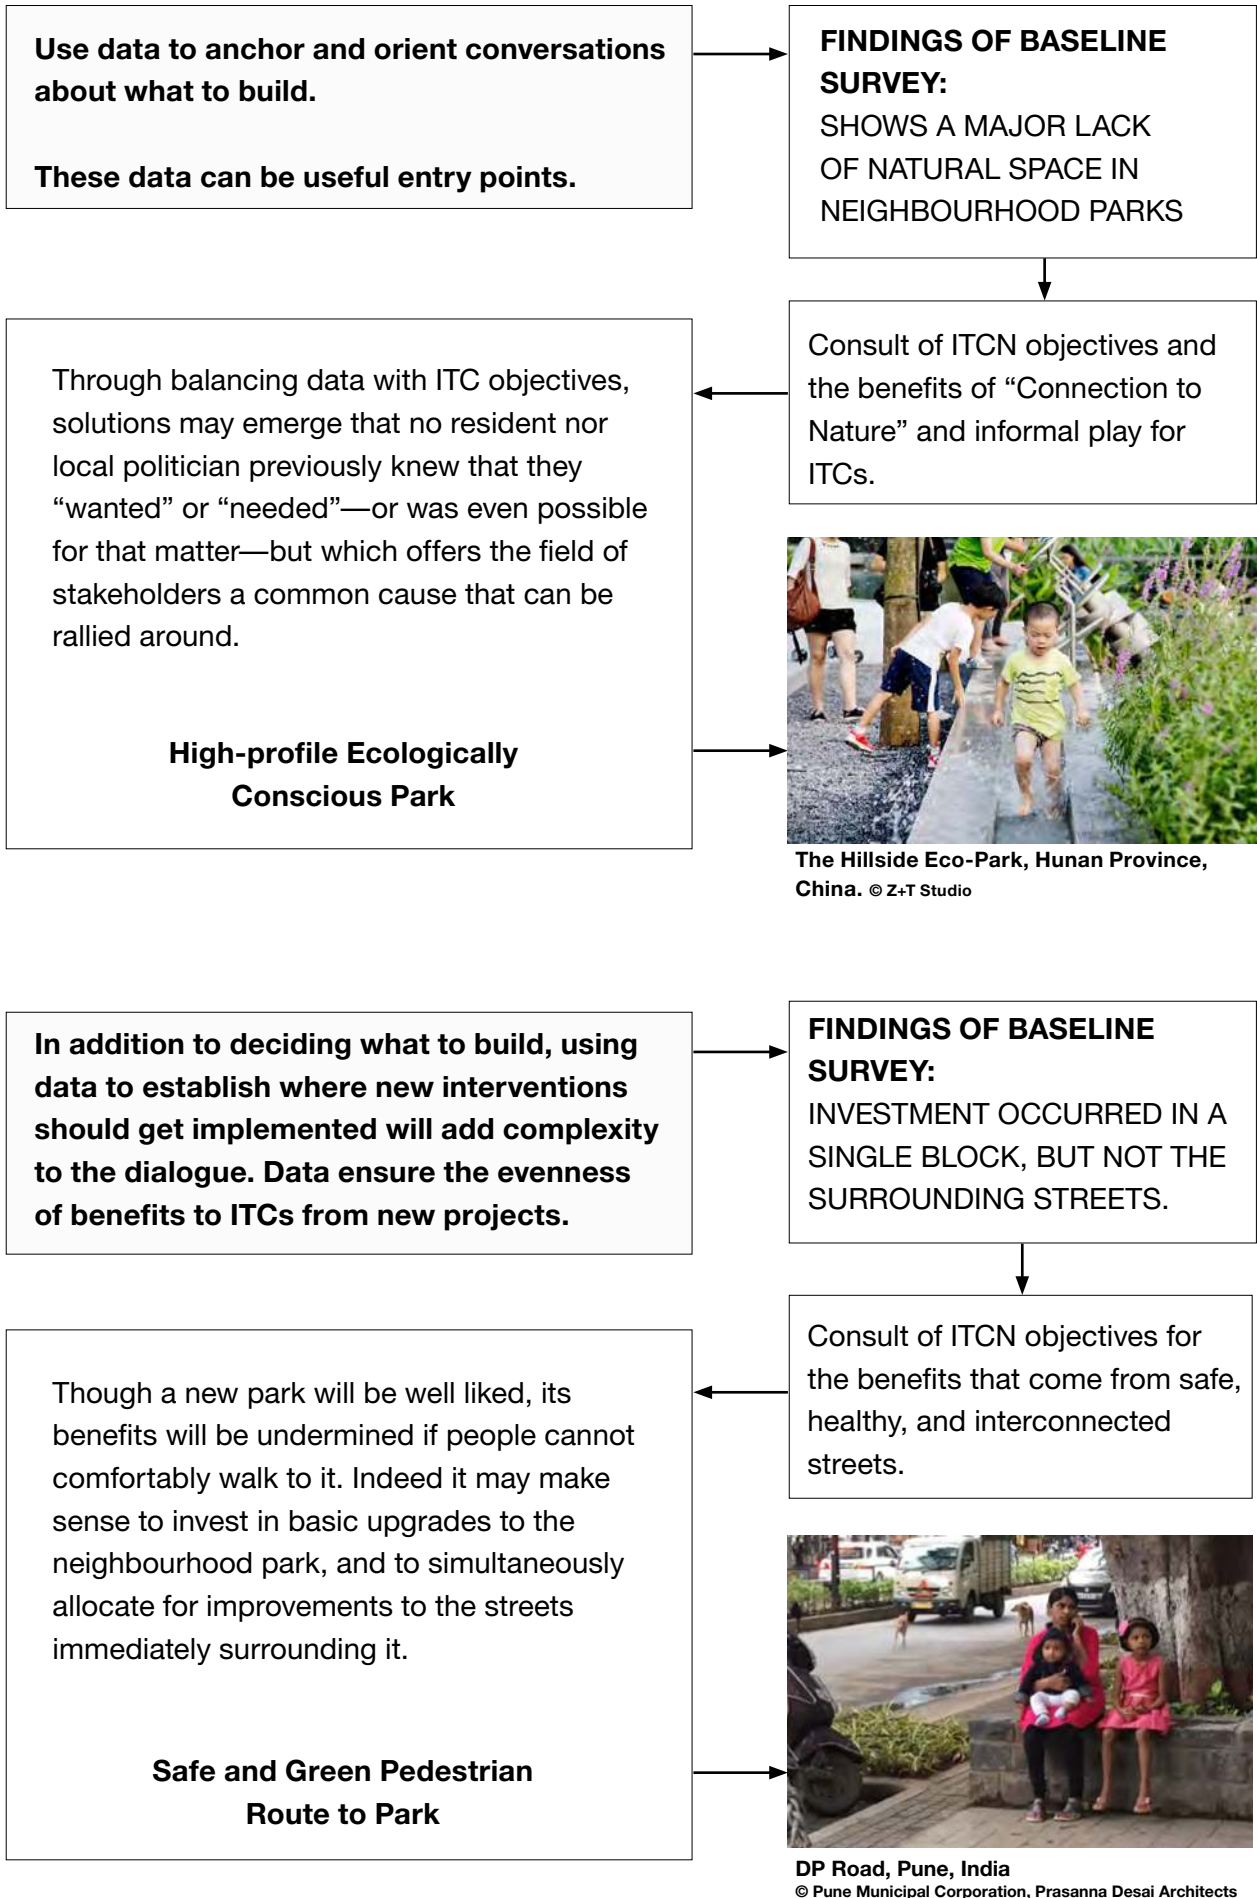 Use data to anchor and orient conversations
about what to build.
These data can be useful entry points.
FINDINGS OF BASELINE
SURVEY:
SHOWS A MAJOR LACK
OF NATURAL SPACE IN
NEIGHBOURHOOD PARKS
Consult of ITCN objectives and
the benefits of “Connection to
Nature” and informal play for
ITCs.
Through balancing data with ITC objectives,
solutions may emerge that no resident nor
local politician previously knew that they
“wanted” or “needed”—or was even possible
for that matter—but which offers the field of
stakeholders a common cause that can be
rallied around.
High-profile Ecologically
Conscious Park
The Hillside Eco-Park, Hunan Province,
China. © Z+T Studio
In addition to deciding what to build, using
data to establish where new interventions
should get implemented will add complexity
to the dialogue. Data ensure the evenness
of benefits to ITCs from new projects.
FINDINGS OF BASELINE
SURVEY:
INVESTMENT OCCURRED IN A
SINGLE BLOCK, BUT NOT THE
SURROUNDING STREETS.
Consult of ITCN objectives for
the benefits that come from safe,
healthy, and interconnected
streets.
Though a new park will be well liked, its
benefits will be undermined if people cannot
comfortably walk to it. Indeed it may make
sense to invest in basic upgrades to the
neighbourhood park, and to simultaneously
allocate for improvements to the streets
immediately surrounding it.
Safe and Green Pedestrian
Route to Park
DP Road, Pune, India
© Pune Municipal Corporation, Prasanna Desai Architects